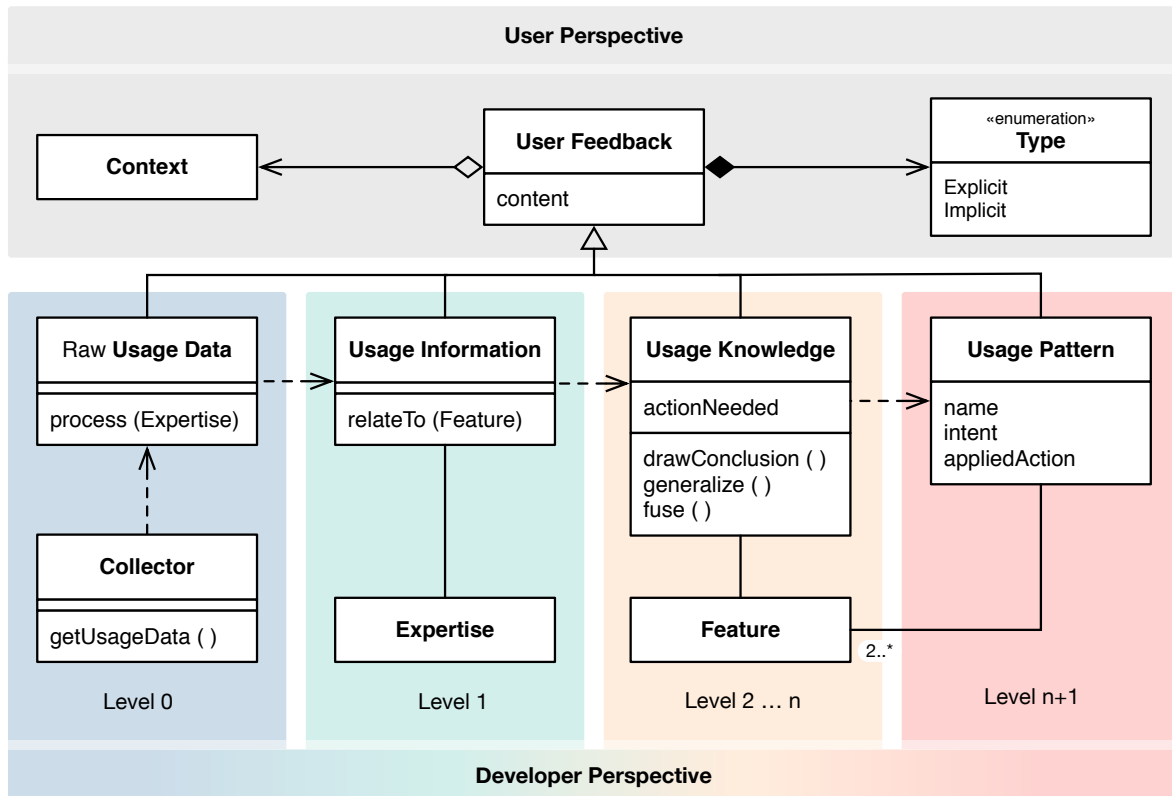 User Perspective
Context
User Feedback
content
«enumeration»
Type
Explicit
Implicit
Raw Usage Data
process (Expertise)
Collector
getUsageData ( )
Level 0
Usage Information
relateTo (Feature)
Expertise
Level 1
Usage Knowledge
actionNeeded
drawConclusion ( )
generalize ( )
fuse ( )
Feature
2..*
Level 2 … n
Usage Pattern
name
intent
appliedAction
Level n+1
Developer Perspective